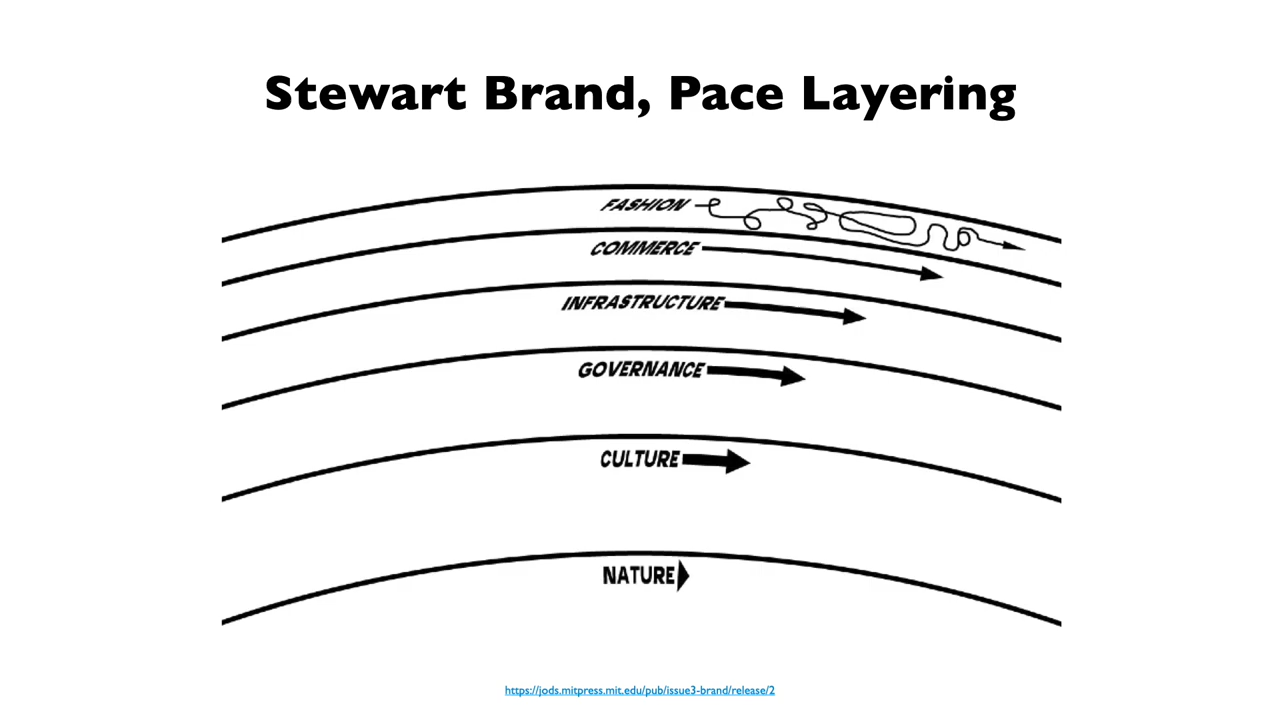 Stewart Brand, Pace Layering
FASHION
COMMERCE
INFRASTRUCTURE
GOVERNANCE
CULTURE
NATURE
https://jods.mitpress.mit.edu/pub/issue3-brand/release/2